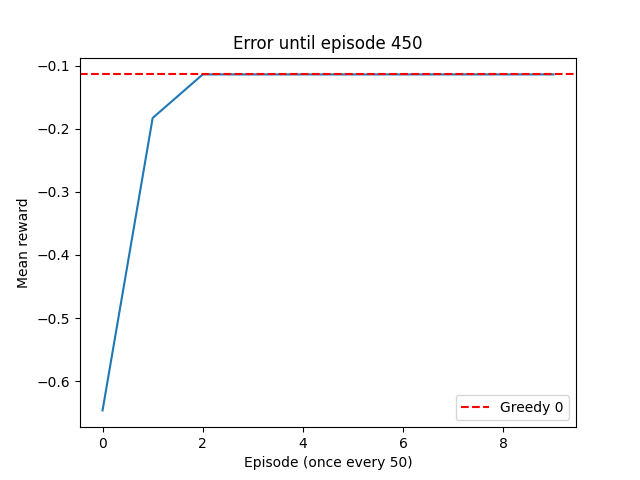 Error until episode 450
Mean reward
−0.1
−0.2
−0.3
−0.4
−0.5
−0.6
Greedy 0
0 2 4 6 8
Episode (once every 50)